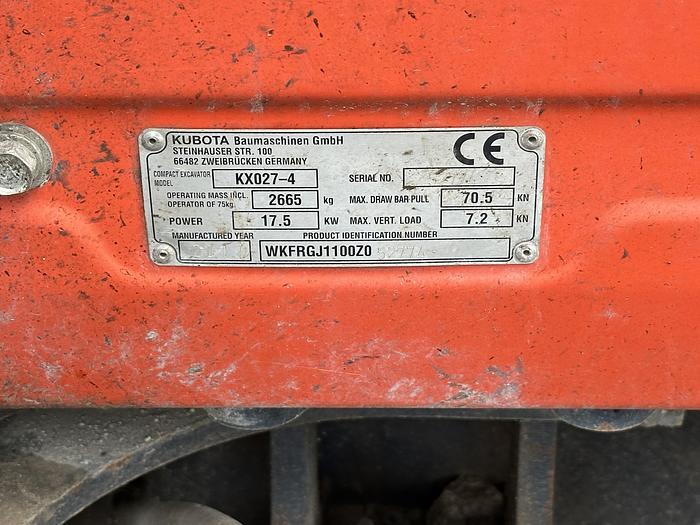 KUBOTA Baumaschinen GmbH
STEINHAUSER STR. 100
66482 ZWEIBRÜCKEN GERMANY
CE
COMPACT EXCAVATOR MODEL KX027-4 SERIAL NO.
OPERATING MASS INCL. OPERATOR OF 75kg 2665 kg MAX. DRAW BAR PULL 70.5 KN
POWER 17.5 KW MAX. VERT. LOAD 7.2 KN
MANUFACTURED YEAR PRODUCT IDENTIFICATION NUMBER
WKFRGJ1100Z0